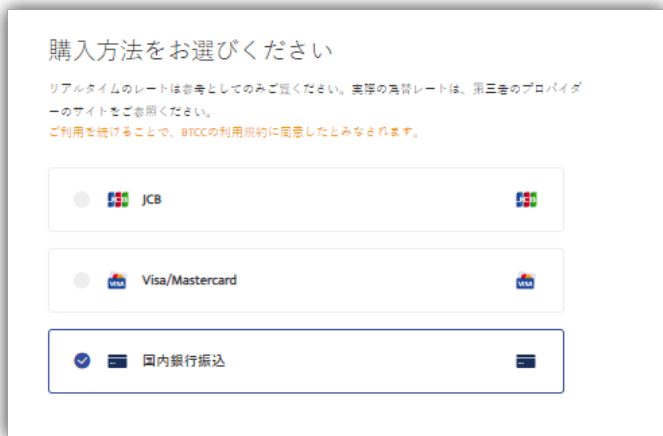 購入方法をお選びください
リアルタイムのレートは参考としてのみご覧ください。実際の為替レートは、第三者のプロバイダ
ーのサイトをご参照ください。
ご利用を続けることで、BTCCの利用規約に同意したとみなされます。
JCB JCB JCB
VISA Visa/Mastercard VISA
国内銀行振込